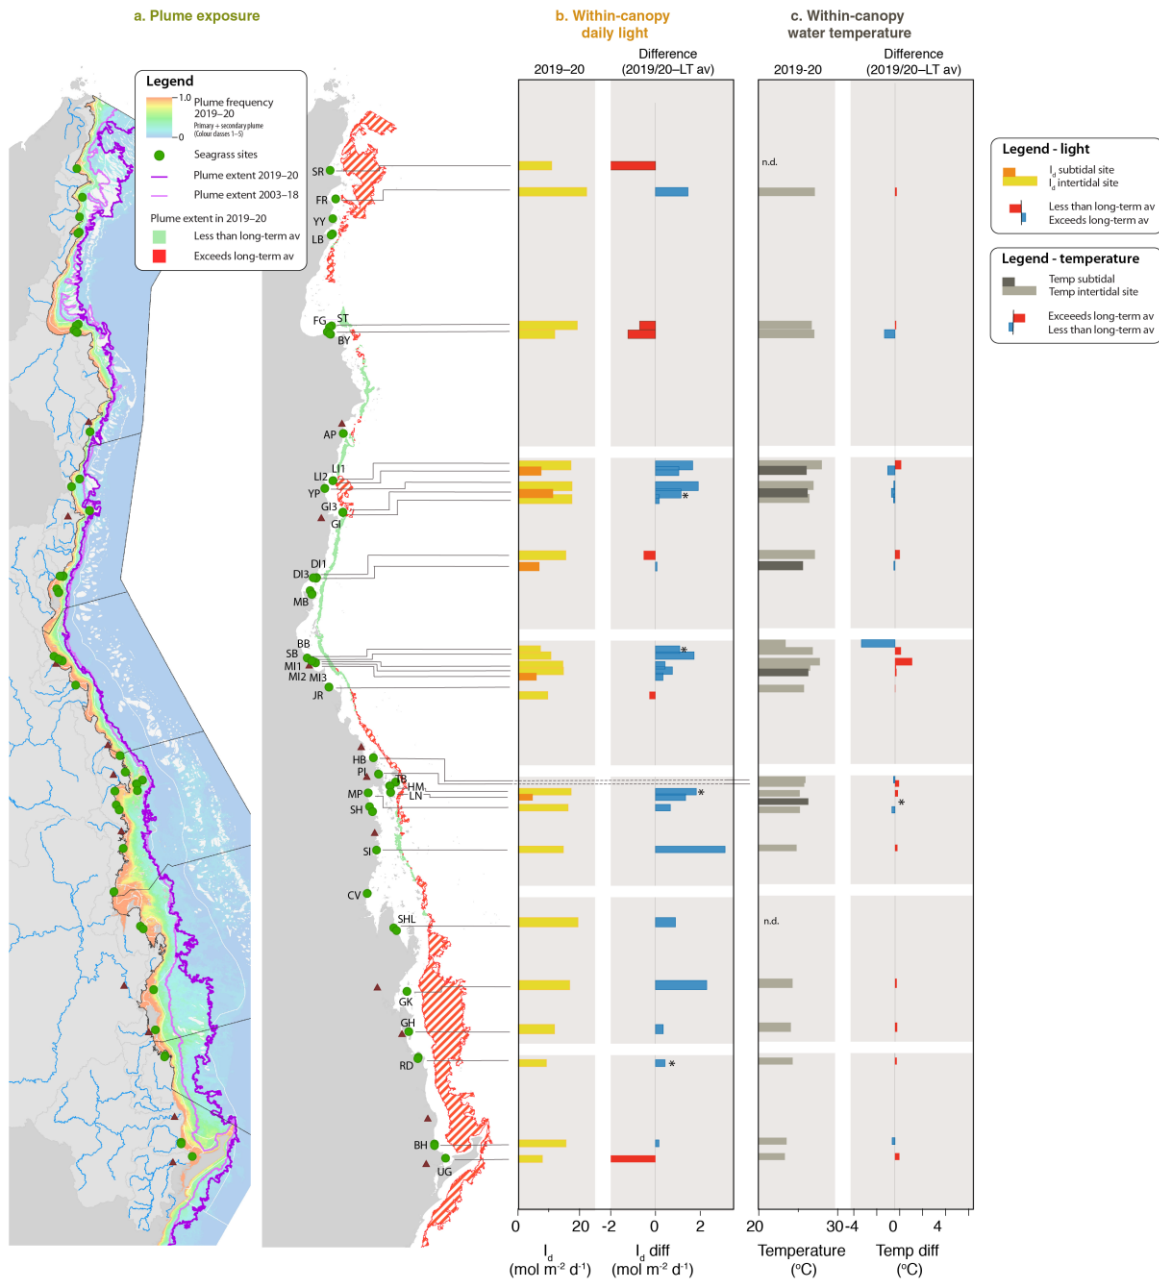 a. Plume exposure
b. Within-canopy
daily light
c. Within-canopy
water temperature
2019–20
Difference
(2019/20–LT av)
2019-20
Difference
(2019/20–LT av)
Legend
1.0
0
Plume frequency
2019–20
Primary + secondary plume
(Colour classes 1–5)
Seagrass sites
Plume extent 2019–20
Plume extent 2003–18
Plume extent in 2019–20
Less than long-term av
Exceeds long-term av
Legend - light
I_d subtidal site
I_d intertidal site
Less than long-term av
Exceeds long-term av
Legend - temperature
Temp subtidal
Temp intertidal site
Exceeeds long-term av
Less than long-term av
SR
n.d.
FR
YY
LB
FG
ST
BY
AP
LI1
LI2
YP
*
GI3
GI
DI1
DI3
MB
BB
*
SB
MI1
MI2
MI3
JR
HB
PI
TB
HM
MP
LN
*
*
SH
SI
CV
SHL
n.d.
GK
GH
RD
*
BH
UG
0
20
-2
0
2
20
30
-4
0
4
I_d
(mol m⁻² d⁻¹)
I_d diff
(mol m⁻² d⁻¹)
Temperature
(°C)
Temp diff
(°C)